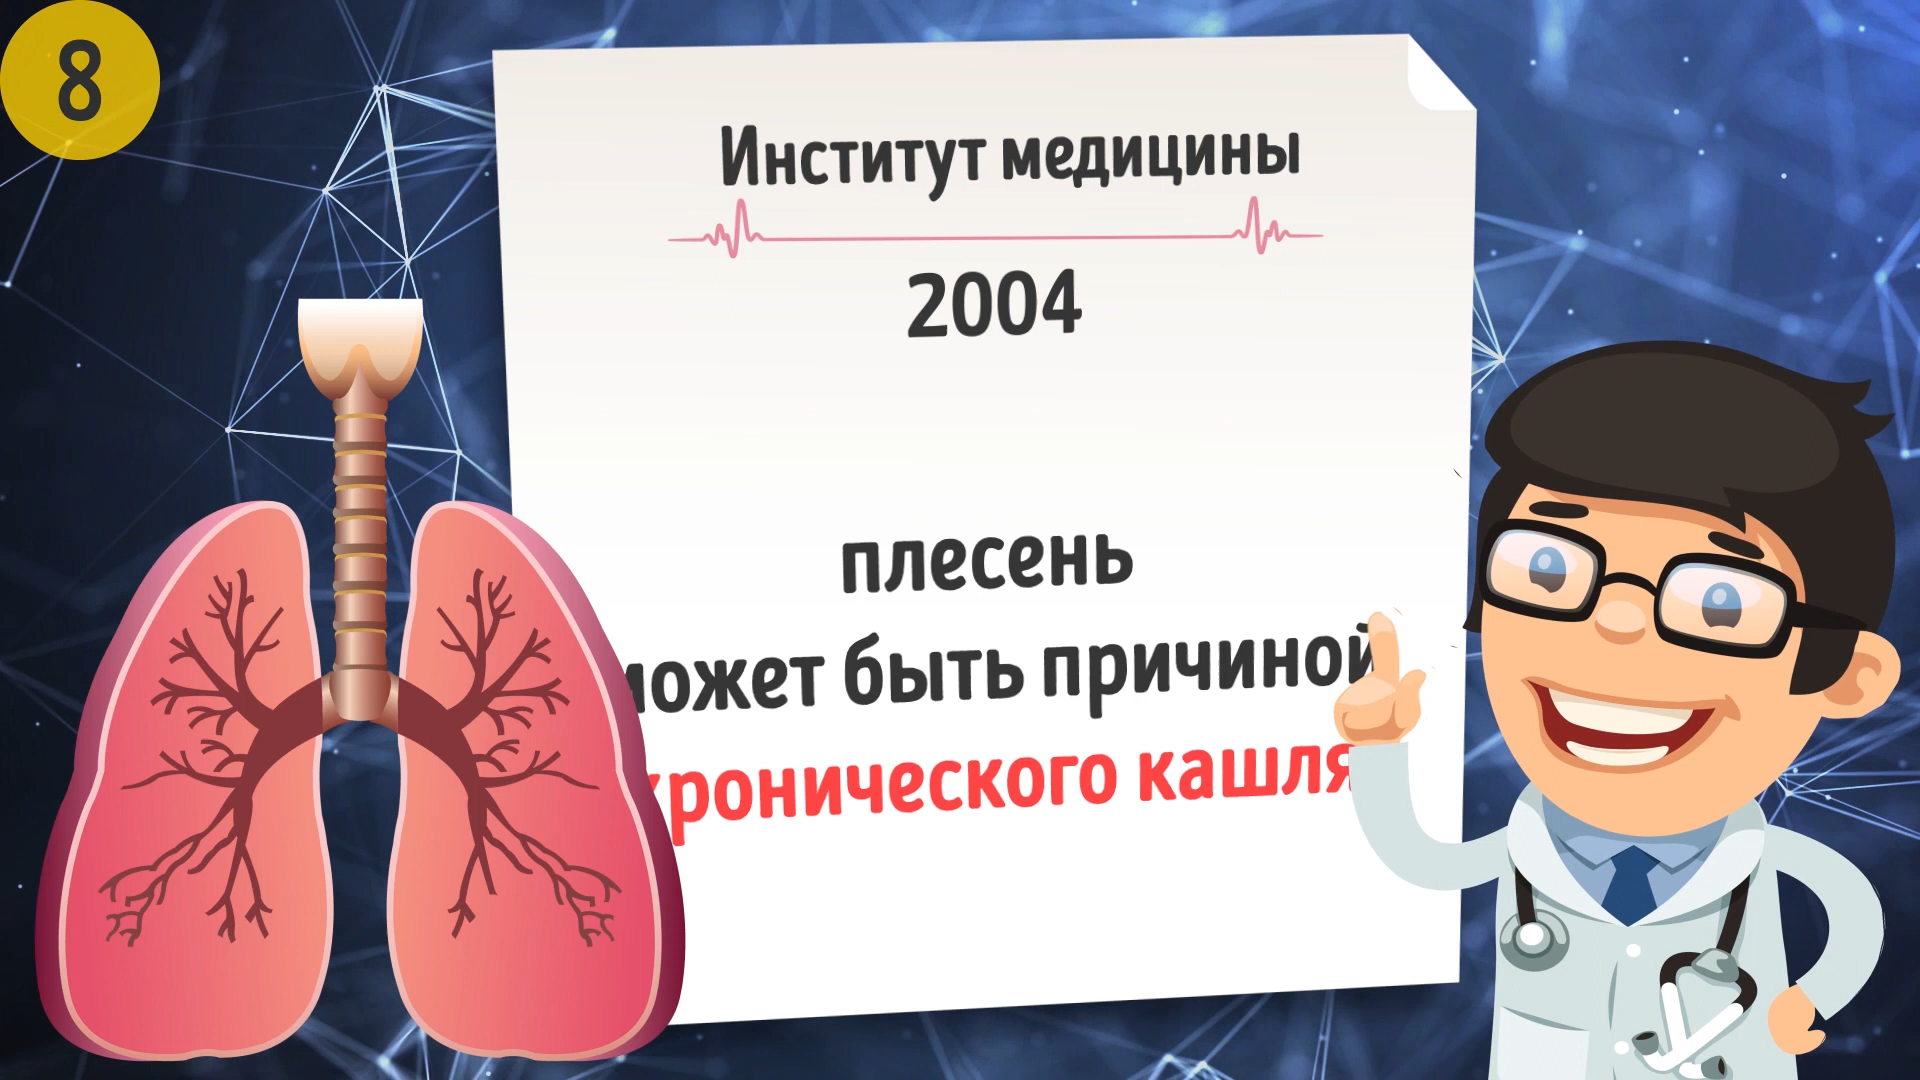 8
Институт медицины
2004
плесень
может быть причиной
хронического кашля